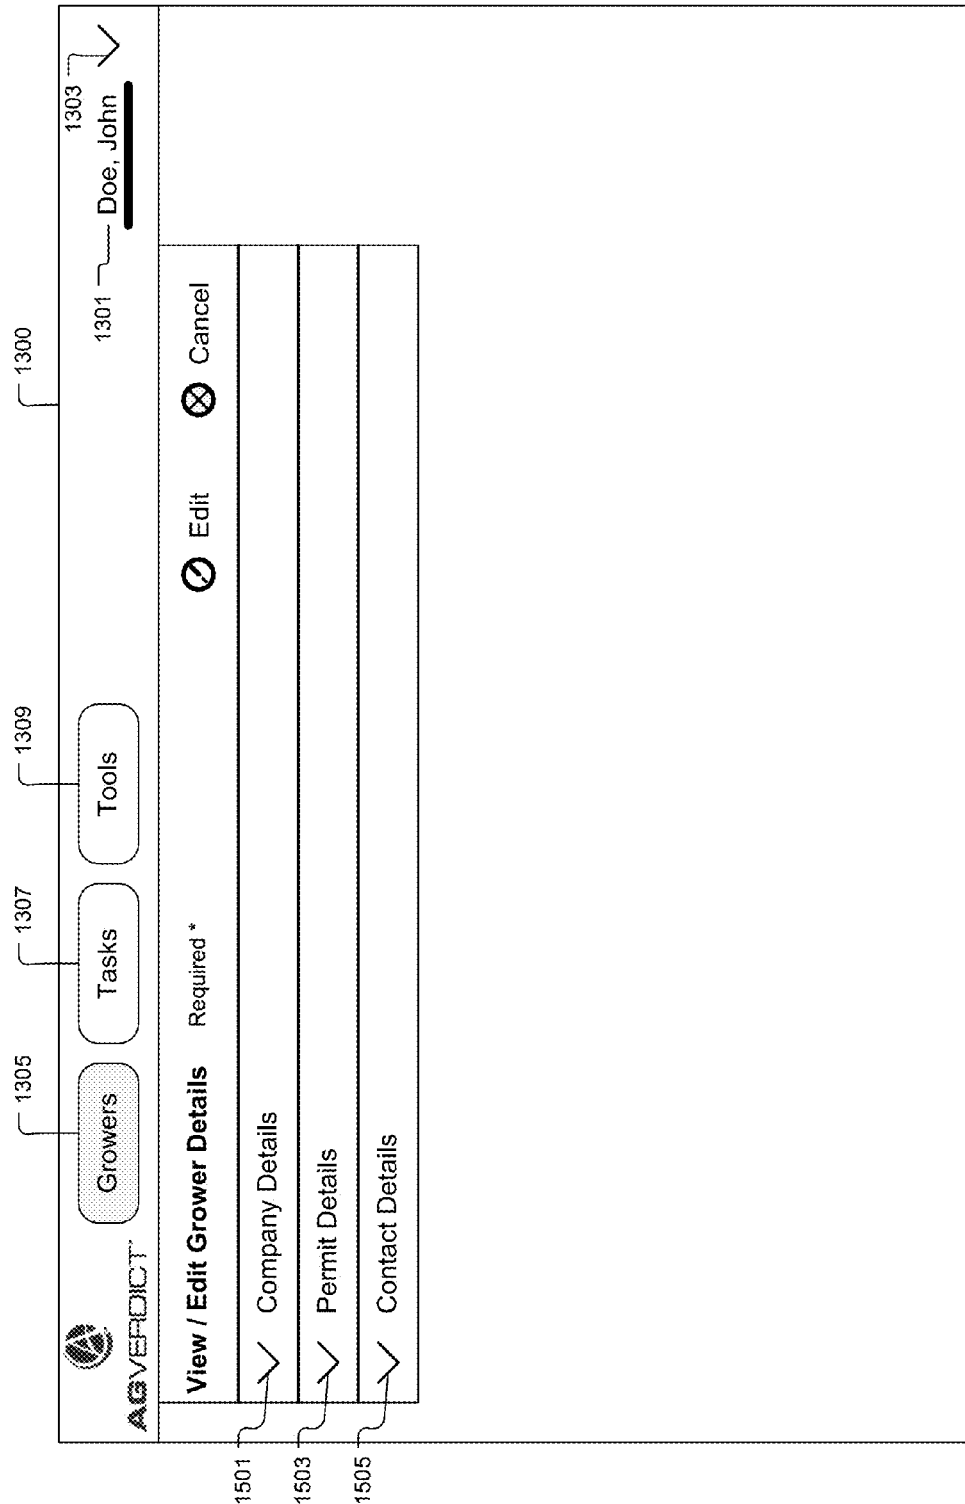 1300
1303
1301
Doe, John
1305
1307
1309
AGVERDICT
Growers
Tasks
Tools
View / Edit Grower Details Required * Edit Cancel
1501
Company Details
1503
Permit Details
1505
Contact Details